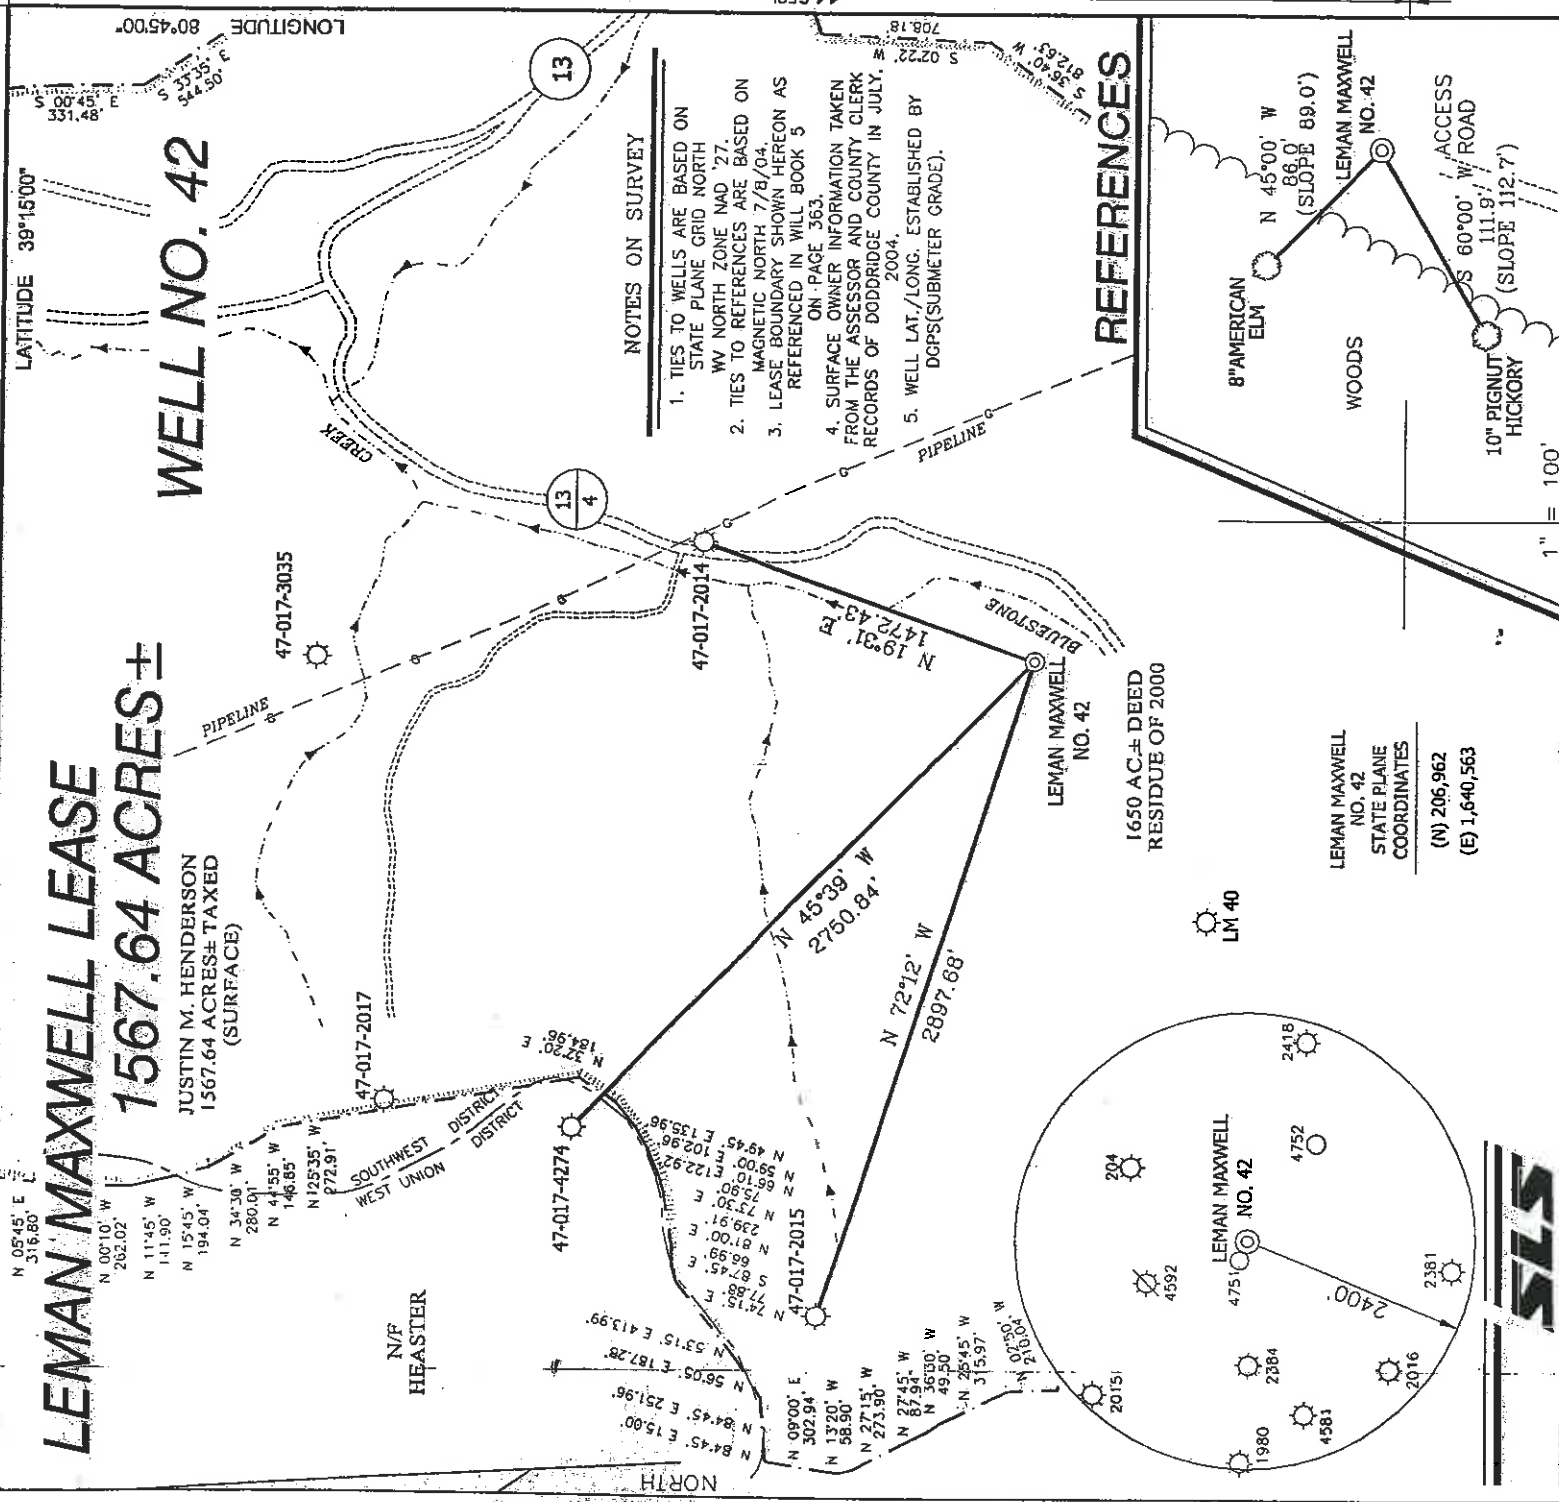 LEMAN MAXWELL LEASE
1567.64 ACRES±
WELL NO. 42
LATITUDE 39°15'00"
LONGITUDE 80°45'00"
JUSTIN M. HENDERSON
1567.64 ACRES± TAXED
(SURFACE)
N 05°45' E
316.80'
N 00°10' W
262.02'
N 11°45' W
111.90'
N 15°45' W
194.04'
N 34°30' W
280.01'
N 44°55' W
146.85'
N 25°35' W
272.91'
SOUTHWEST DISTRICT
WEST UNION DISTRICT
N/F
HEASTER
47-017-2017
47-017-3035
47-017-4274
47-017-2015
47-017-2014
PIPELINE
G
G
G
G
G
G
PIPELINE
CREEK
BLUESTONE
13
4
13
S 00°45' E
331.48'
S 33°35' E
544.50'
S 02°22' W
708.18'
S 36°40' W
812.63'
NOTES ON SURVEY
1. TIES TO WELLS ARE BASED ON
STATE PLANE GRID NORTH
WV NORTH ZONE NAD '27.
2. TIES TO REFERENCES ARE BASED ON
MAGNETIC NORTH 7/8/04.
3. LEASE BOUNDARY SHOWN HEREON AS
REFERENCED IN WILL BOOK 5
ON PAGE 363.
4. SURFACE OWNER INFORMATION TAKEN
FROM THE ASSESSOR AND COUNTY CLERK
RECORDS OF DODDRIDGE COUNTY IN JULY,
2004.
5. WELL LAT./LONG. ESTABLISHED BY
DGPS(SUBMETER GRADE).
N 32°20' E
184.96'
N 49°45' E 135.96'
N 59°00' E 102.96'
N 66°10' E 122.92'
N 73°30' E
75.90'
N 81°00' E
239.91'
S 87°45' E
66.99'
N 74°15' E
77.88'
N 53°15' E 413.99'
N 56°05' E 187.28'
N 84°45' E 251.96'
N 84°45' E 15.00'
N 09°00' E
302.94'
N 13°20' W
58.90'
N 27°15' W
273.90'
N 27°45' W
87.94'
N 36°30' W
49.50'
N 25°45' W
315.97'
N 02°50' W
210.04'
NORTH
N 45°39' W
2750.84'
N 72°12' W
2897.68'
N 19°31' E
1472.43'
LEMAN MAXWELL
NO. 42
1650 AC.± DEED
RESIDUE OF 2000
LM 40
LEMAN MAXWELL
NO. 42
STATE PLANE
COORDINATES
(N) 206,962
(E) 1,640,563
REFERENCES
8"AMERICAN
ELM
N 45°00' W
86.0'
(SLOPE 89.0')
LEMAN MAXWELL
NO. 42
ACCESS
ROAD
S 60°00' W
111.9'
(SLOPE 112.7')
WOODS
10" PIGNUT
HICKORY
1" = 100'
204
2418
4752
LEMAN MAXWELL
NO. 42
4751
4592
2381
2400'
2384
2015
2016
4581
1980
SLS